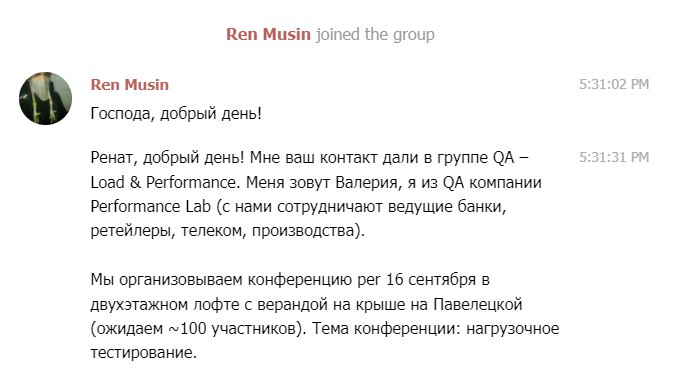 Ren Musin joined the group
Ren Musin 5:31:02 PM
Господа, добрый день!
Ренат, добрый день! Мне ваш контакт дали в группе QA – 5:31:31 PM
Load & Performance. Меня зовут Валерия, я из QA компании
Performance Lab (с нами сотрудничают ведущие банки,
ретейлеры, телеком, производства).
Мы организовываем конференцию per 16 сентября в
двухэтажном лофте с верандой на крыше на Павелецкой
(ожидаем ~100 участников). Тема конференции: нагрузочное
тестирование.